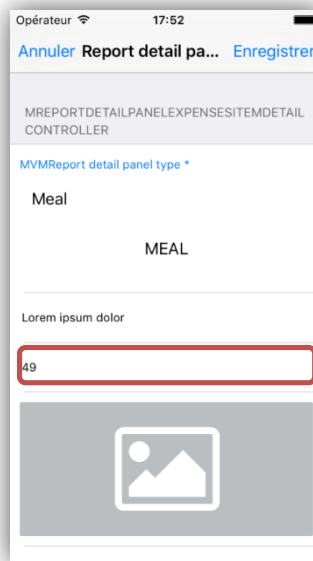 Opérateur 17:52
Annuler Report detail pa... Enregistrer
MREPORTDETAILPANELEXPENSESITEMDETAIL
CONTROLLER
MVMReport detail panel type *
Meal
MEAL
Lorem ipsum dolor
49